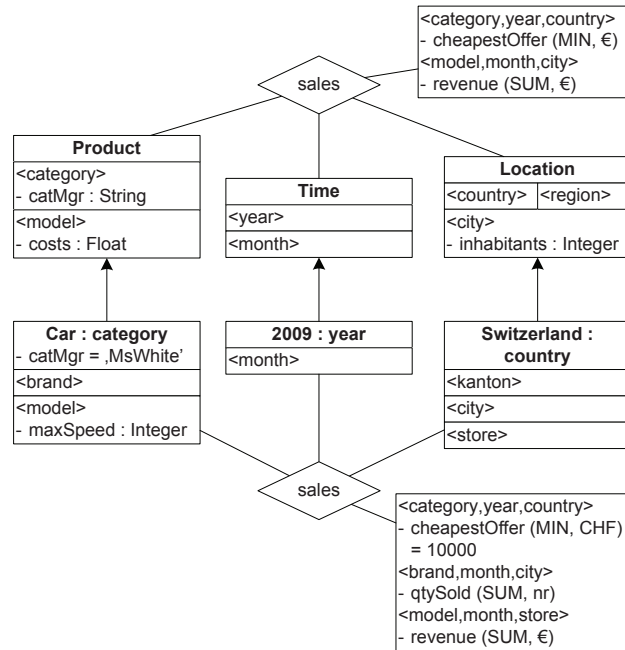 <category,year,country>
- cheapestOffer (MIN, €)
<model,month,city>
- revenue (SUM, €)
sales
Product
<category>
- catMgr : String
<model>
- costs : Float
Time
<year>
<month>
Location
<country> <region>
<city>
- inhabitants : Integer
Car : category
- catMgr = ‚MsWhite’
<brand>
<model>
- maxSpeed : Integer
2009 : year
<month>
Switzerland :
country
<kanton>
<city>
<store>
sales
<category,year,country>
- cheapestOffer (MIN, CHF)
= 10000
<brand,month,city>
- qtySold (SUM, nr)
<model,month,store>
- revenue (SUM, €)